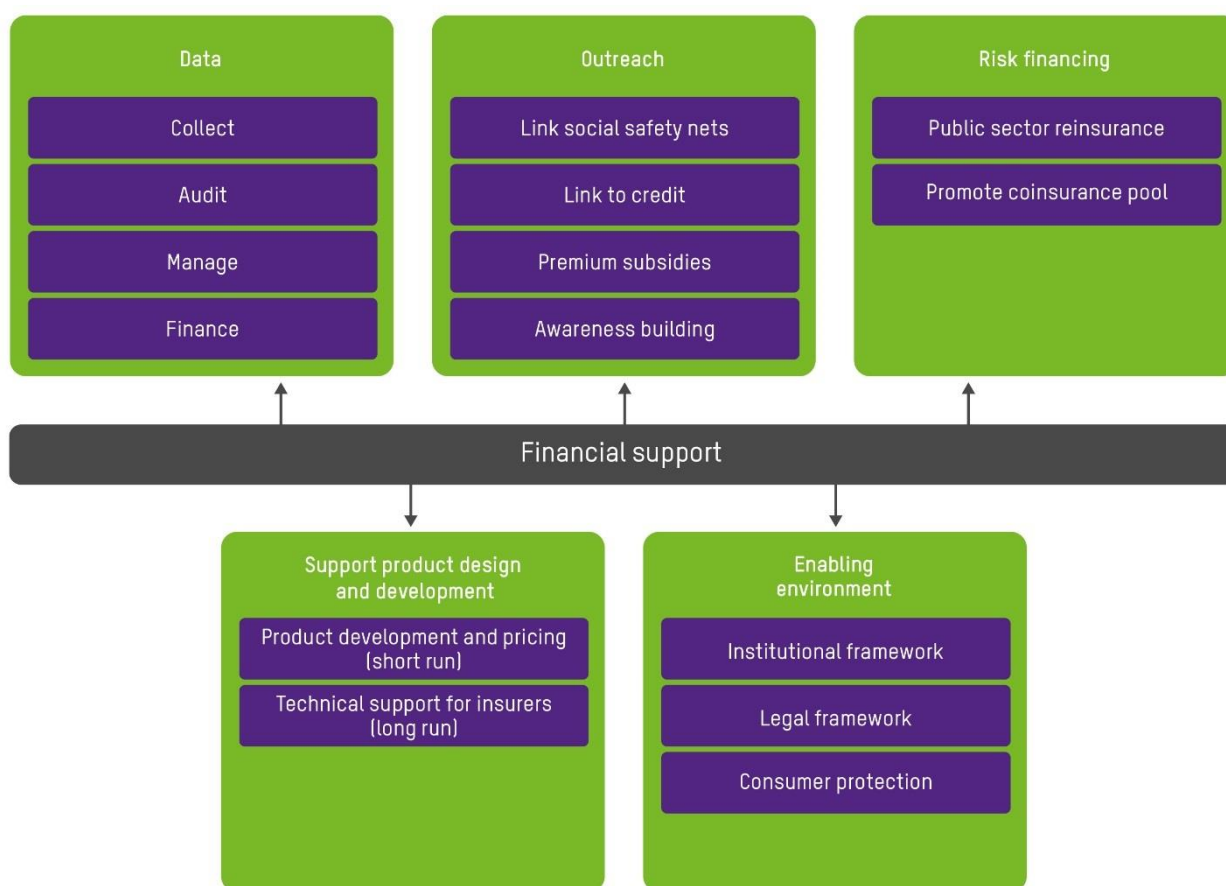 Data
Collect
Audit
Manage
Finance
Outreach
Link social safety nets
Link to credit
Premium subsidies
Awareness building
Risk financing
Public sector reinsurance
Promote coinsurance pool
Financial support
Support product design
and development
Product development and pricing
(short run)
Technical support for insurers
(long run)
Enabling
environment
Institutional framework
Legal framework
Consumer protection